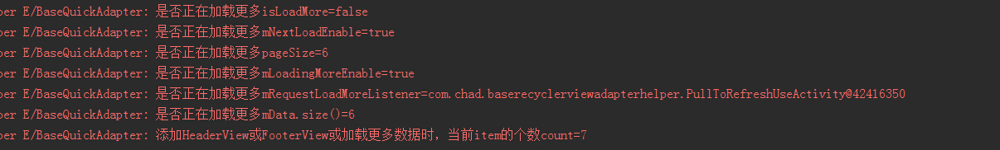 per E/BaseQuickAdapter: 是否正在加载更多isLoadMore=false
per E/BaseQuickAdapter: 是否正在加载更多mNextLoadEnable=true
per E/BaseQuickAdapter: 是否正在加载更多pageSize=6
per E/BaseQuickAdapter: 是否正在加载更多mLoadingMoreEnable=true
per E/BaseQuickAdapter: 是否正在加载更多mRequestLoadMoreListener=com.chad.baserecyclerviewadapterhelper.PullToRefreshUseActivity@42416350
per E/BaseQuickAdapter: 是否正在加载更多mData.size()=6
per E/BaseQuickAdapter: 添加HeaderView或FooterView或加载更多数据时，当前item的个数count=7